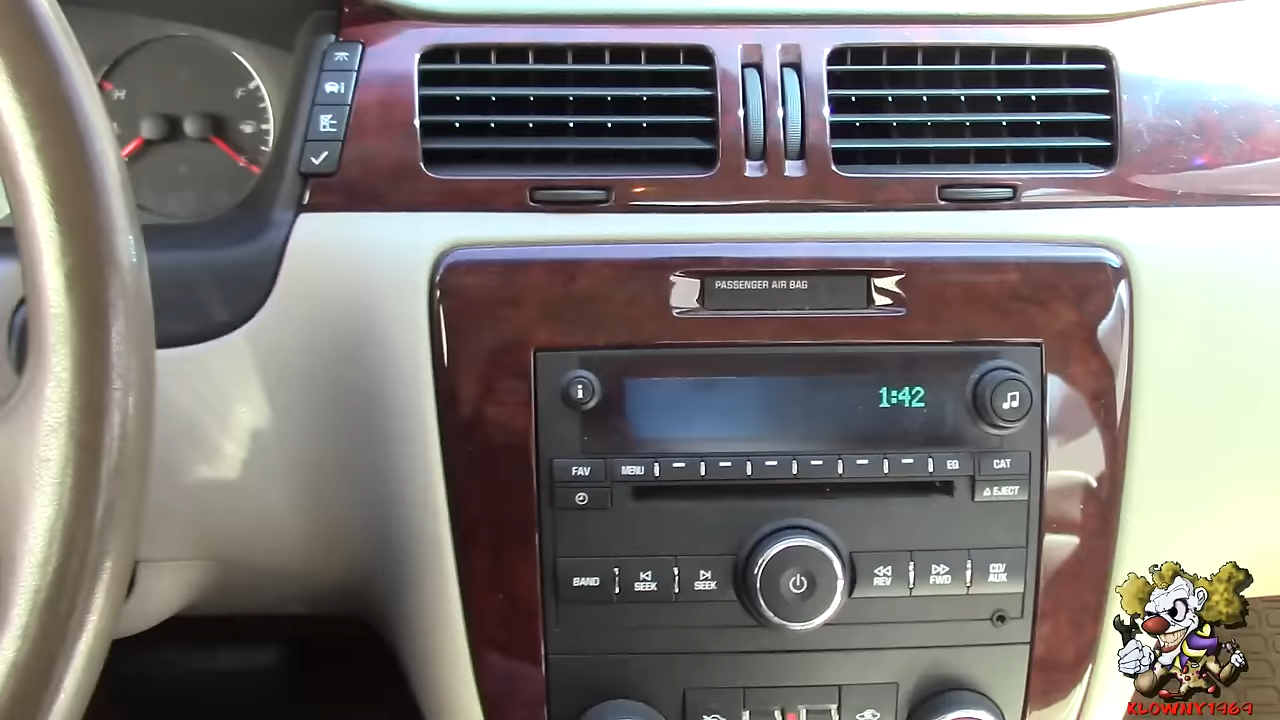 H
F
PASSENGER AIR BAG
i
1:42
FAV
MENU
EQ
CAT
EJECT
BAND
SEEK
SEEK
REV
FWD
CD/
AUX
KLOWNY1969